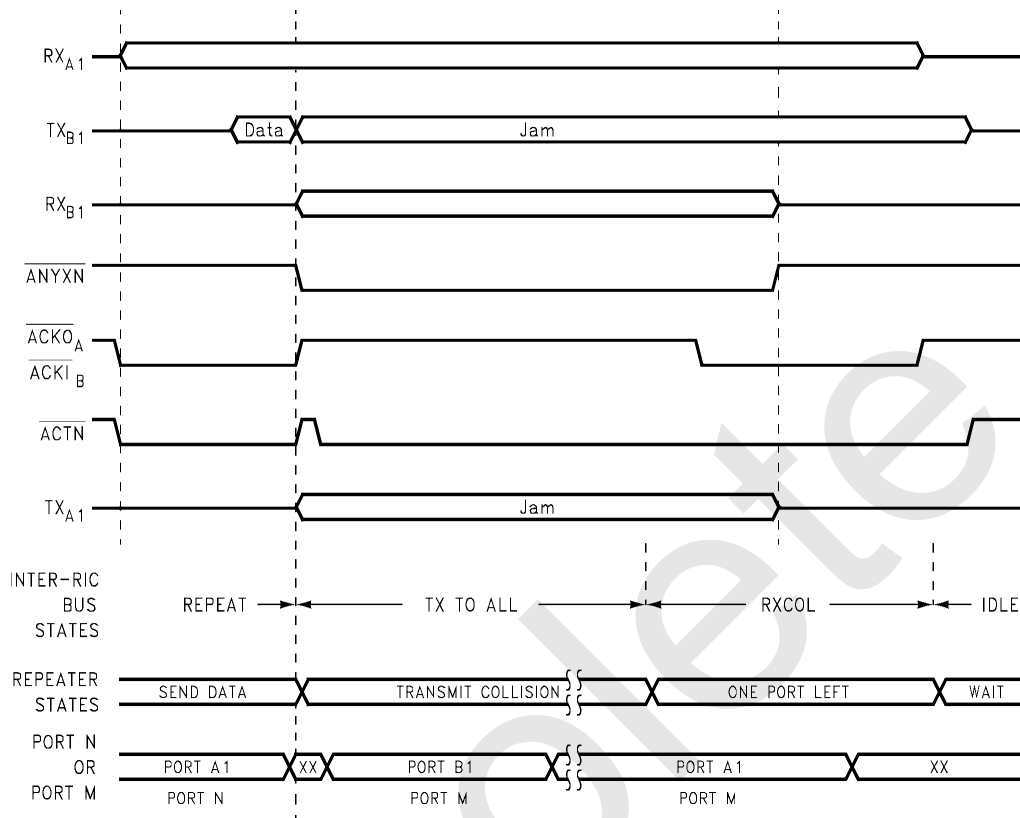 RXA1
TXB1 Data Jam
RXB1
ANYXN
ACKOA
ACKIB
ACTN
TXA1 Jam
INTER-RIC
BUS REPEAT TX TO ALL RXCOL IDLE
STATES
REPEATER SEND DATA TRANSMIT COLLISION ONE PORT LEFT WAIT
STATES
PORT N
OR PORT A1 XX PORT B1 PORT A1 XX
PORT M PORT N PORT M PORT M
olete